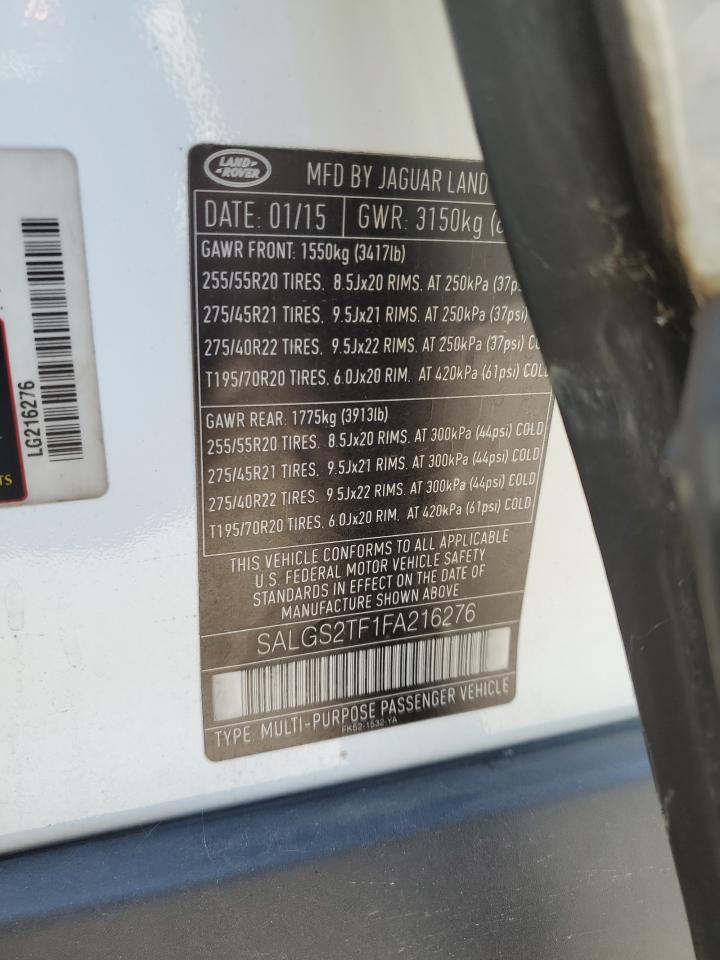 LAND-
-ROVER
MFD BY JAGUAR LAND
DATE: 01/15 GWR: 3150kg
GAWR FRONT: 1550kg (3417lb)
255/55R20 TIRES. 8.5Jx20 RIMS. AT 250kPa (37p
275/45R21 TIRES. 9.5Jx21 RIMS. AT 250kPa (37psi)
275/40R22 TIRES. 9.5Jx22 RIMS. AT 250kPa (37psi) C
T195/70R20 TIRES. 6.0Jx20 RIM. AT 420kPa (61psi) COL
GAWR REAR: 1775kg (3913lb)
255/55R20 TIRES. 8.5Jx20 RIMS. AT 300kPa (44psi) COLD
275/45R21 TIRES. 9.5Jx21 RIMS. AT 300kPa (44psi) COLD
275/40R22 TIRES. 9.5Jx22 RIMS. AT 300kPa (44psi) COLD
T195/70R20 TIRES. 6.0Jx20 RIM. AT 420kPa (61psi) COLD
THIS VEHICLE CONFORMS TO ALL APPLICABLE
U.S. FEDERAL MOTOR VEHICLE SAFETY
STANDARDS IN EFFECT ON THE DATE OF
MANUFACTURE SHOWN ABOVE
SALGS2TF1FA216276
TYPE: MULTI-PURPOSE PASSENGER VEHICLE
FK52-1532-YA
LG216276
TS